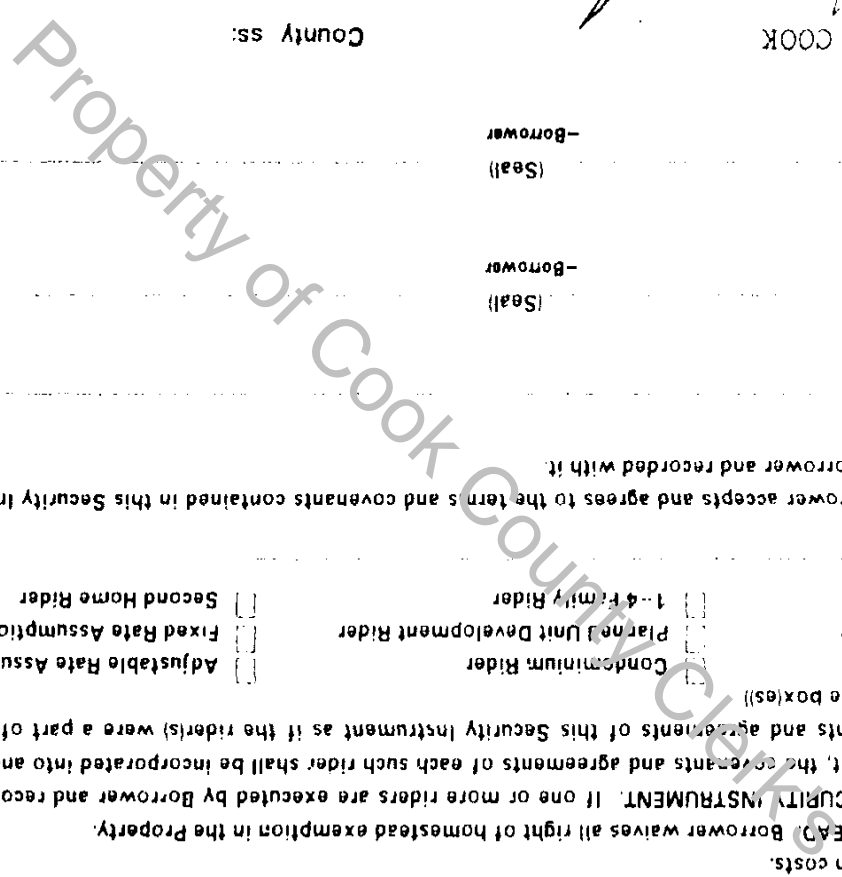 n costs.
EAD. Borrower waives all right of homestead exemption in the Property.
CURITY INSTRUMENT. If one or more riders are executed by Borrower and reco
t, the covenants and agreements of each such rider shall be incorporated into an
nts and agreements of this Security Instrument as if the rider(s) were a part of
e box(es))
Condominium Rider Adjustable Rate Assu
Planned Unit Development Rider Fixed Rate Assumptio
1-4 Family Rider Second Home Rider
rower accepts and agrees to the terms and covenants contained in this Security In
orrower and recorded with it.
(Seal)
-Borrower
(Seal)
-Borrower
COOK County ss:
Property of Cook County Clerk's